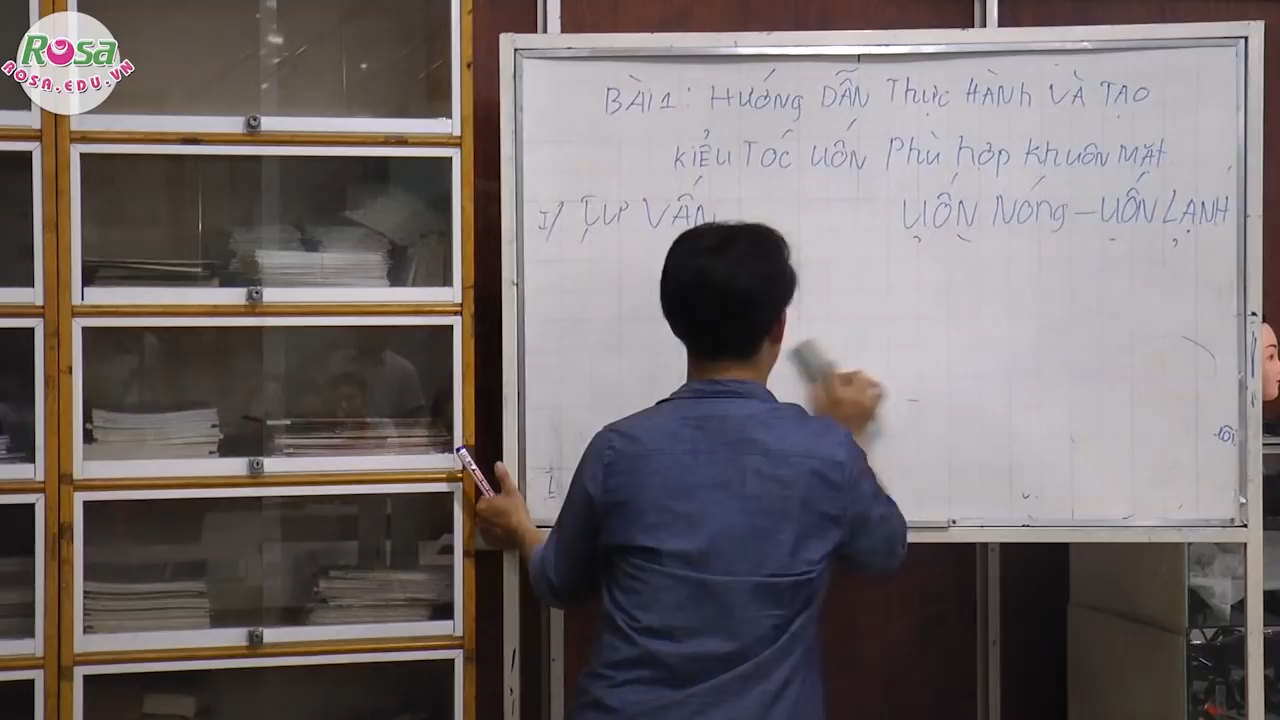 Rosa
ROSA.EDU.VN
BÀI 1: HướNg DẪN Thực HÀNh VÀ TẠO
KIỂU TÓC UỐN Phù hợp KhuôN MẶt
I/ TƯ VẤN
UỐN NóNg – UỐN LẠNH